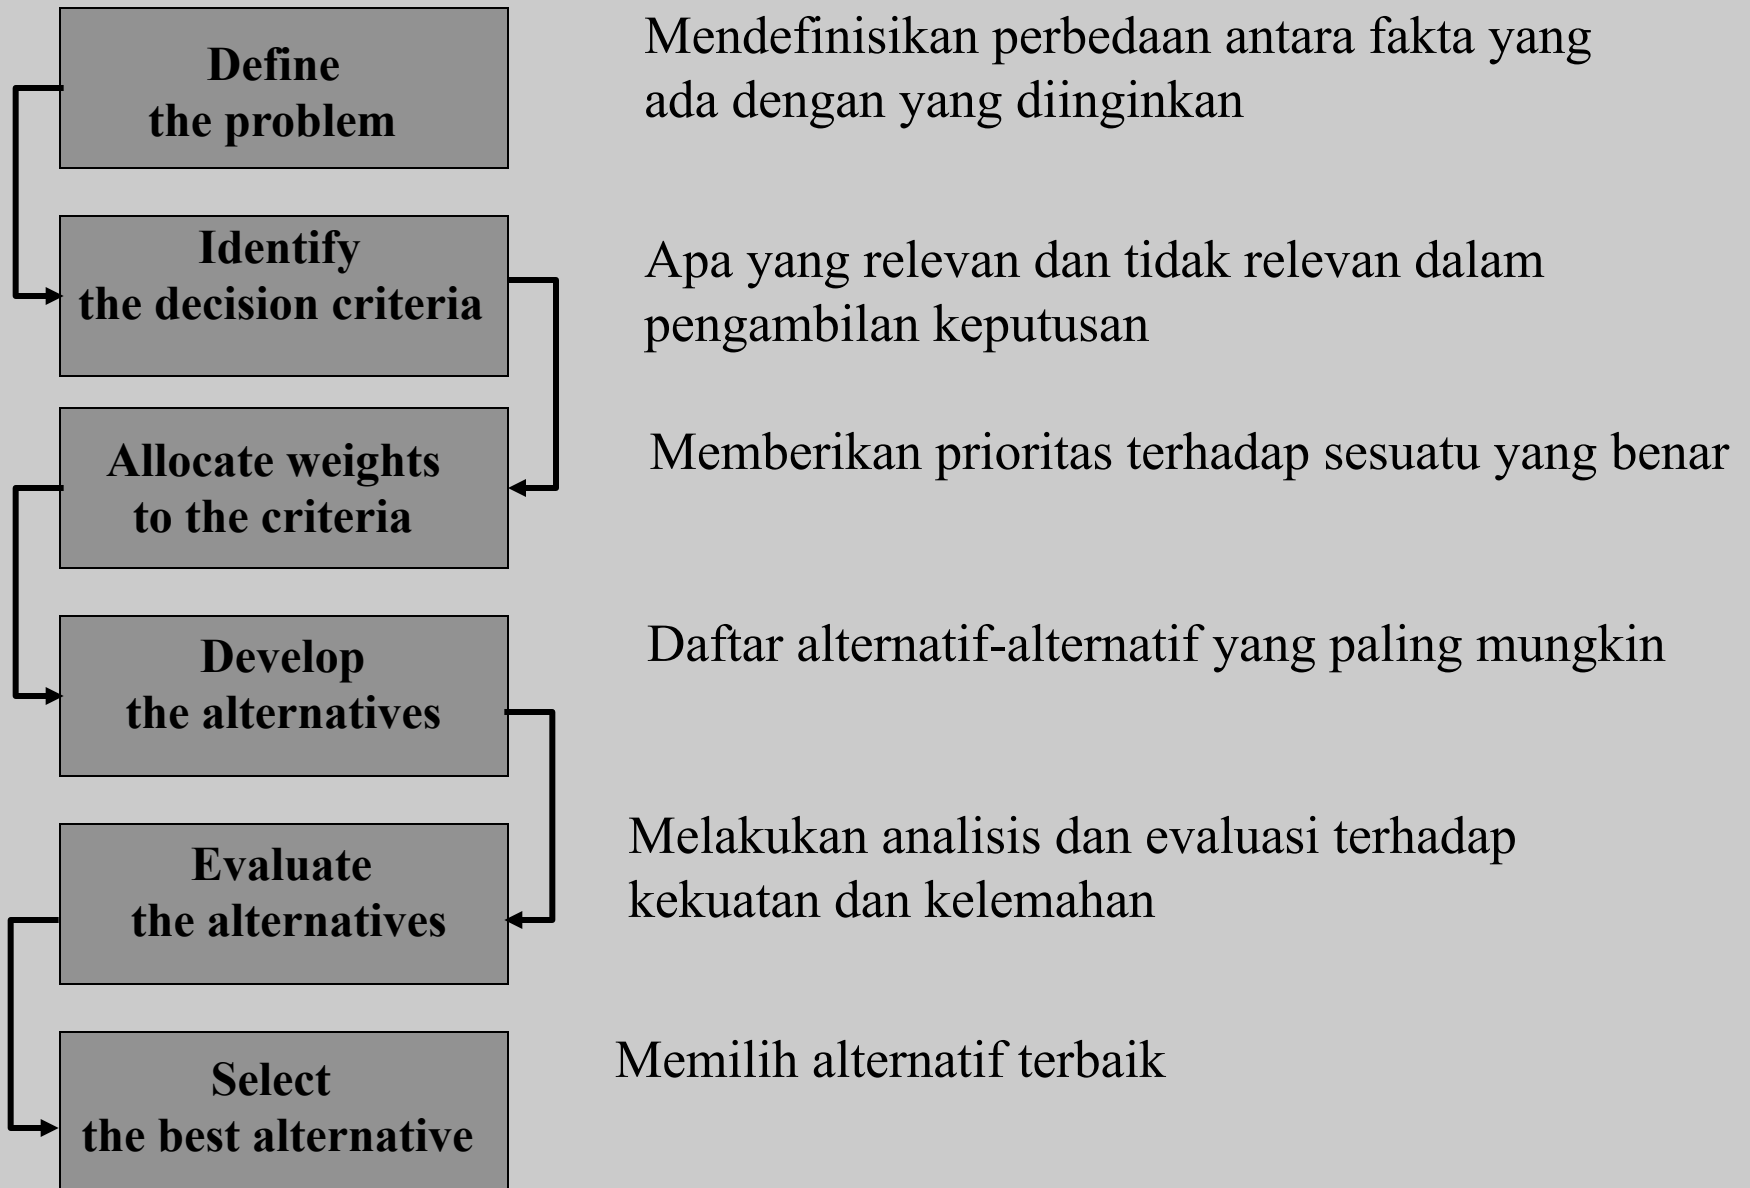 Define
the problem
Mendefinisikan perbedaan antara fakta yang
ada dengan yang diinginkan
Identify
the decision criteria
Apa yang relevan dan tidak relevan dalam
pengambilan keputusan
Allocate weights
to the criteria
Memberikan prioritas terhadap sesuatu yang benar
Develop
the alternatives
Daftar alternatif-alternatif yang paling mungkin
Evaluate
the alternatives
Melakukan analisis dan evaluasi terhadap
kekuatan dan kelemahan
Select
the best alternative
Memilih alternatif terbaik